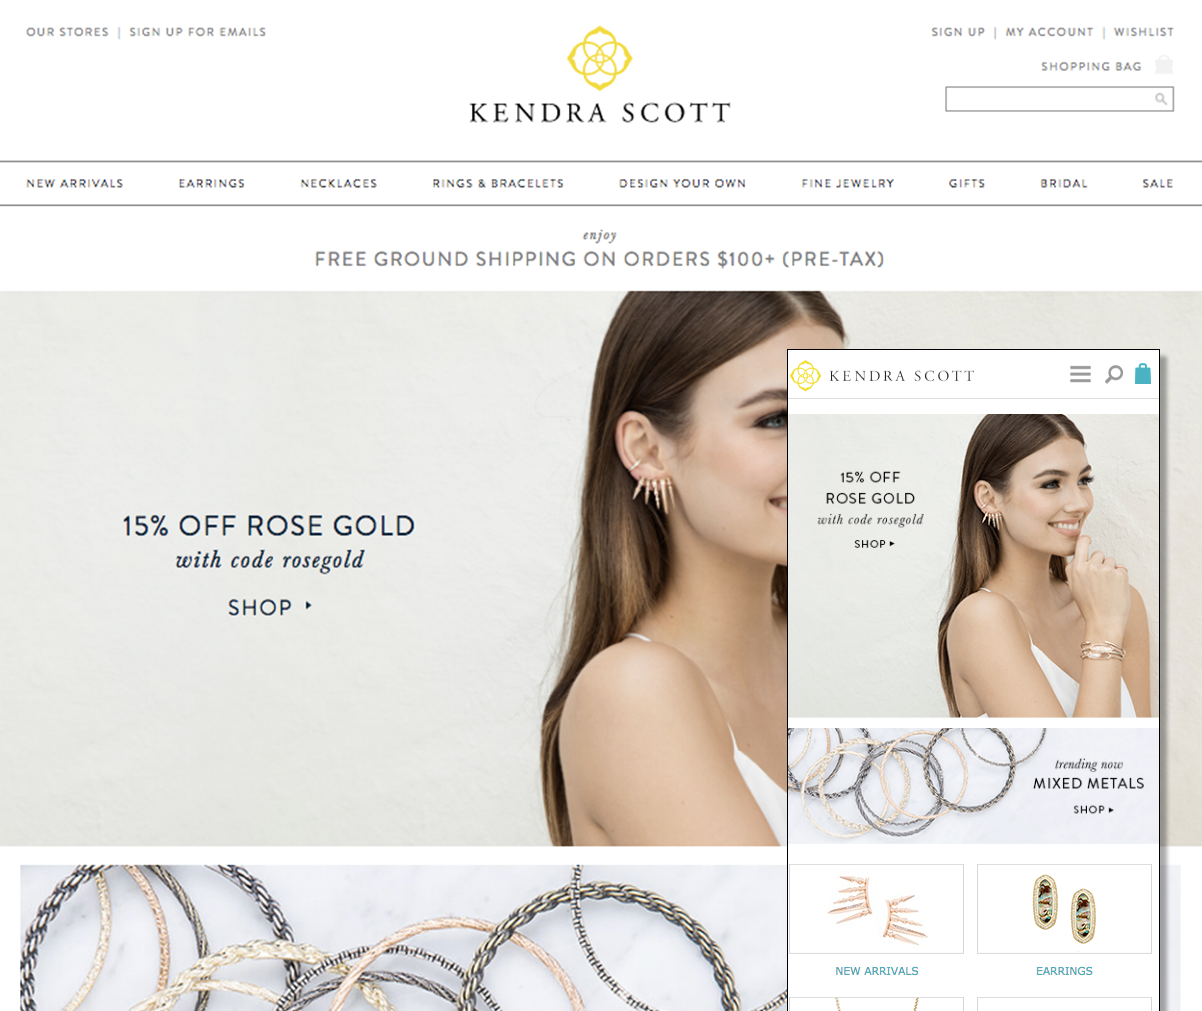 OUR STORES | SIGN UP FOR EMAILS
SIGN UP | MY ACCOUNT | WISHLIST
SHOPPING BAG
KENDRA SCOTT
NEW ARRIVALS EARRINGS NECKLACES RINGS & BRACELETS DESIGN YOUR OWN FINE JEWELRY GIFTS BRIDAL SALE
enjoy
FREE GROUND SHIPPING ON ORDERS $100+ (PRE-TAX)
15% OFF ROSE GOLD
with code rosegold
SHOP
KENDRA SCOTT
15% OFF
ROSE GOLD
with code rosegold
SHOP
trending now
MIXED METALS
SHOP
NEW ARRIVALS
EARRINGS